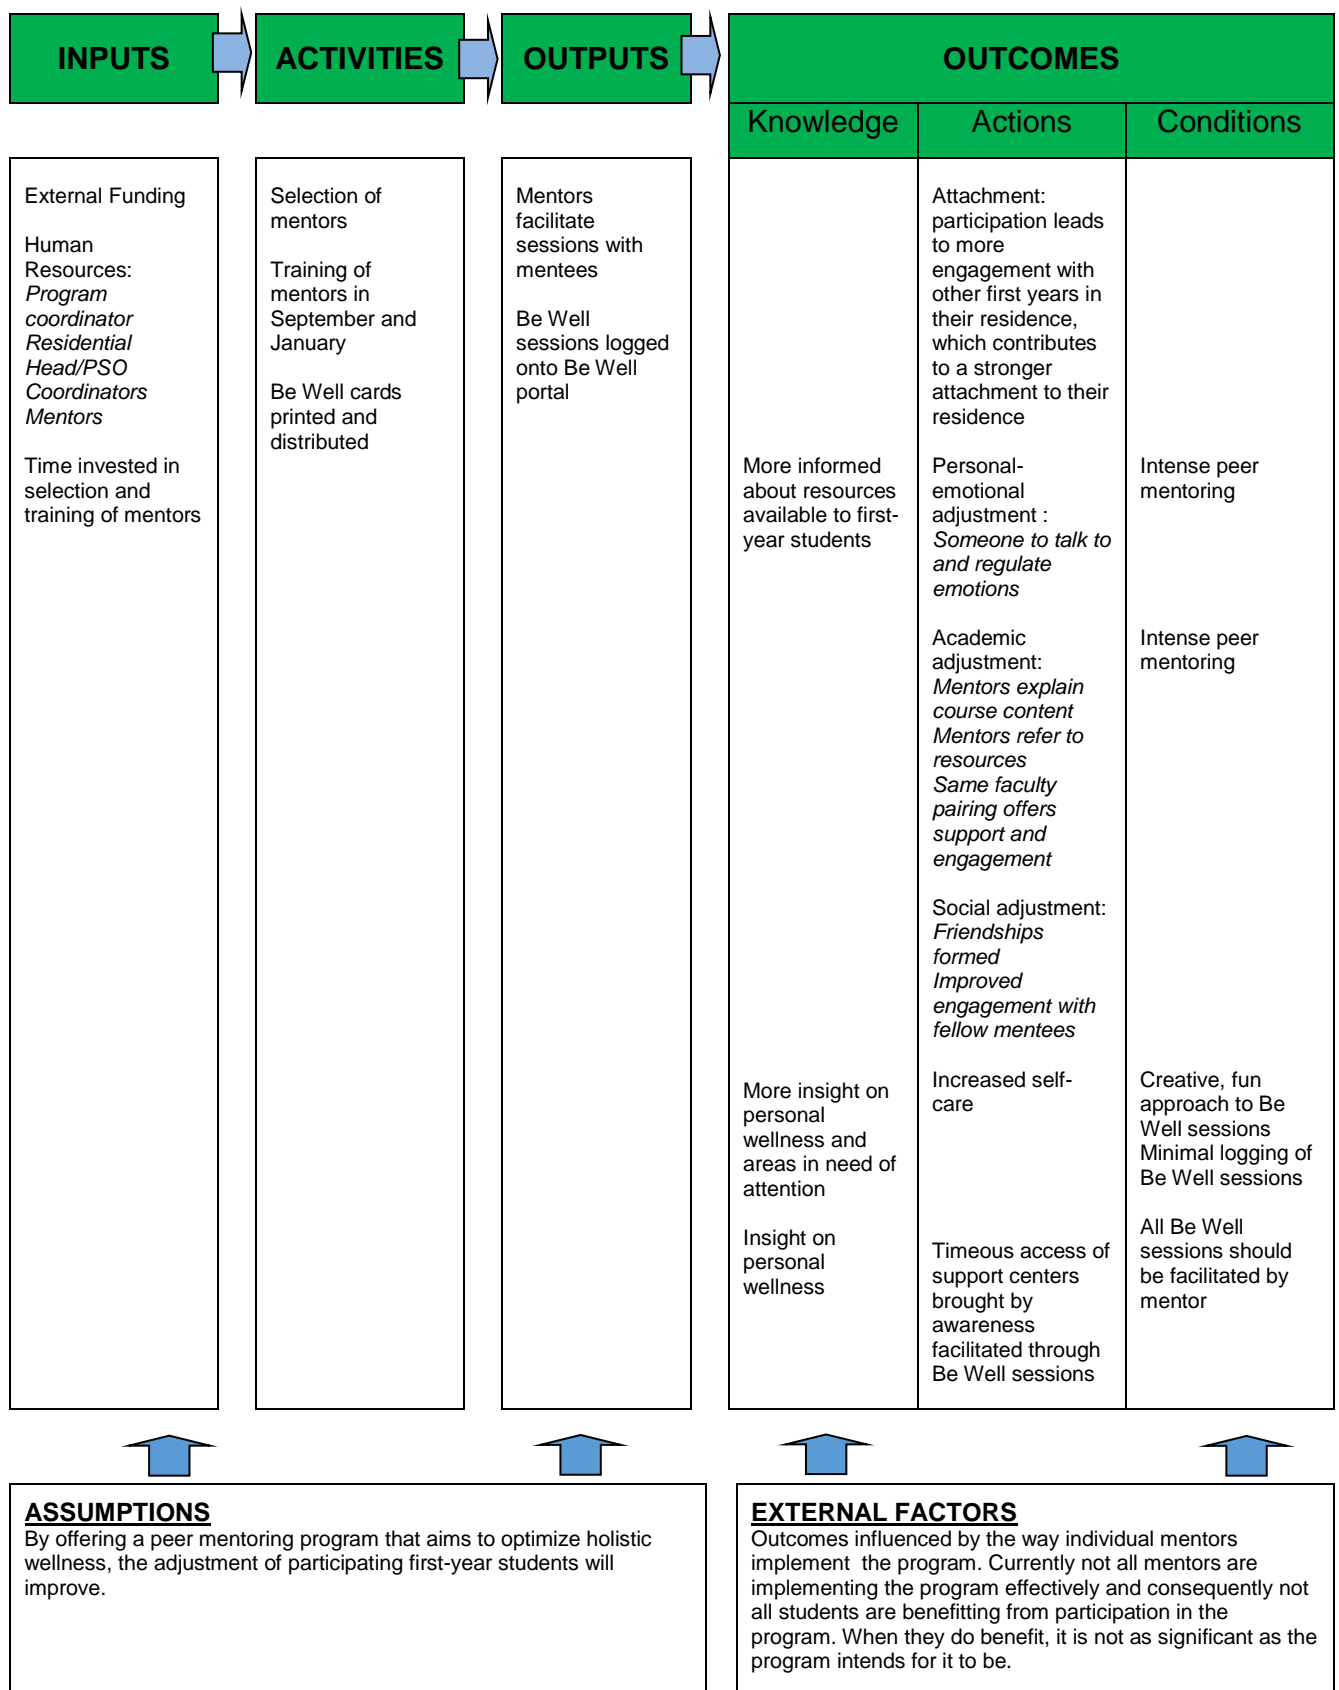 INPUTS
ACTIVITIES
OUTPUTS
OUTCOMES
Knowledge
Actions
Conditions
External Funding
Human
Resources:
Program
coordinator
Residential
Head/PSO
Coordinators
Mentors
Time invested in
selection and
training of mentors
Selection of
mentors
Training of
mentors in
September and
January
Be Well cards
printed and
distributed
Mentors
facilitate
sessions with
mentees
Be Well
sessions logged
onto Be Well
portal
More informed
about resources
available to first-
year students
More insight on
personal
wellness and
areas in need of
attention
Insight on
personal
wellness
Attachment:
participation leads
to more
engagement with
other first years in
their residence,
which contributes
to a stronger
attachment to their
residence
Personal-
emotional
adjustment :
Someone to talk to
and regulate
emotions
Academic
adjustment:
Mentors explain
course content
Mentors refer to
resources
Same faculty
pairing offers
support and
engagement
Social adjustment:
Friendships
formed
Improved
engagement with
fellow mentees
Increased self-
care
Timeous access of
support centers
brought by
awareness
facilitated through
Be Well sessions
Intense peer
mentoring
Intense peer
mentoring
Creative, fun
approach to Be
Well sessions
Minimal logging of
Be Well sessions
All Be Well
sessions should
be facilitated by
mentor
ASSUMPTIONS
By offering a peer mentoring program that aims to optimize holistic
wellness, the adjustment of participating first-year students will
improve.
EXTERNAL FACTORS
Outcomes influenced by the way individual mentors
implement  the program. Currently not all mentors are
implementing the program effectively and consequently not
all students are benefitting from participation in the
program. When they do benefit, it is not as significant as the
program intends for it to be.